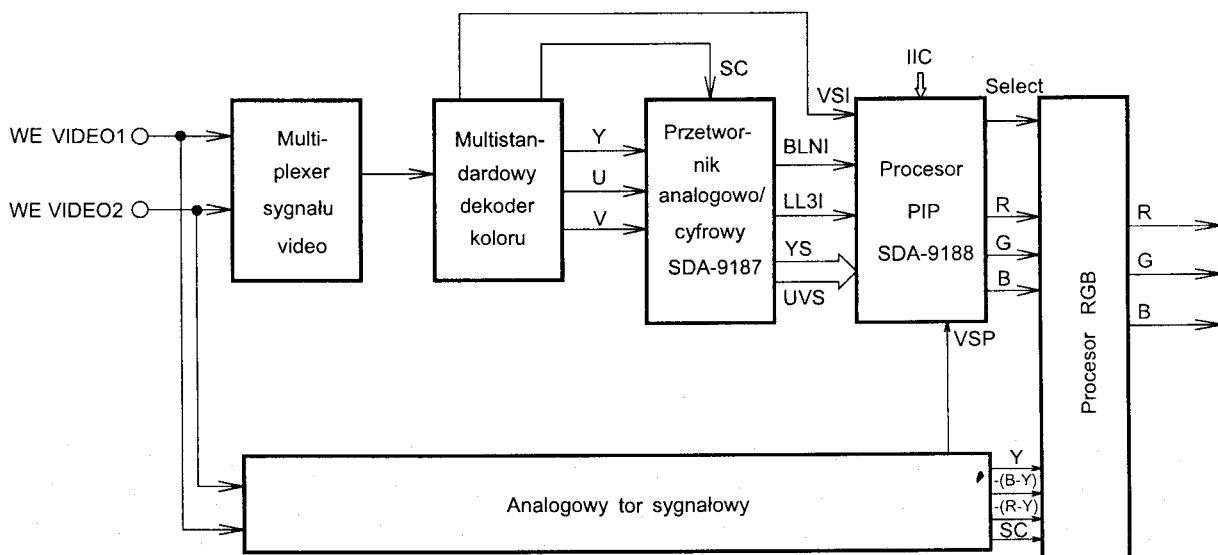 WE VIDEO1
WE VIDEO2
Multi-
plexer
sygnału
video
Multistan-
dardowy
dekoder
koloru
Y
U
V
SC
Przetwor-
nik
analogowo/
cyfrowy
SDA-9187
VSI
BLNI
LL3I
YS
UVS
IIC
Procesor
PIP
SDA-9188
VSP
Select
R
G
B
Procesor RGB
R
G
B
Analogowy tor sygnałowy
Y
-(B-Y)
-(R-Y)
SC